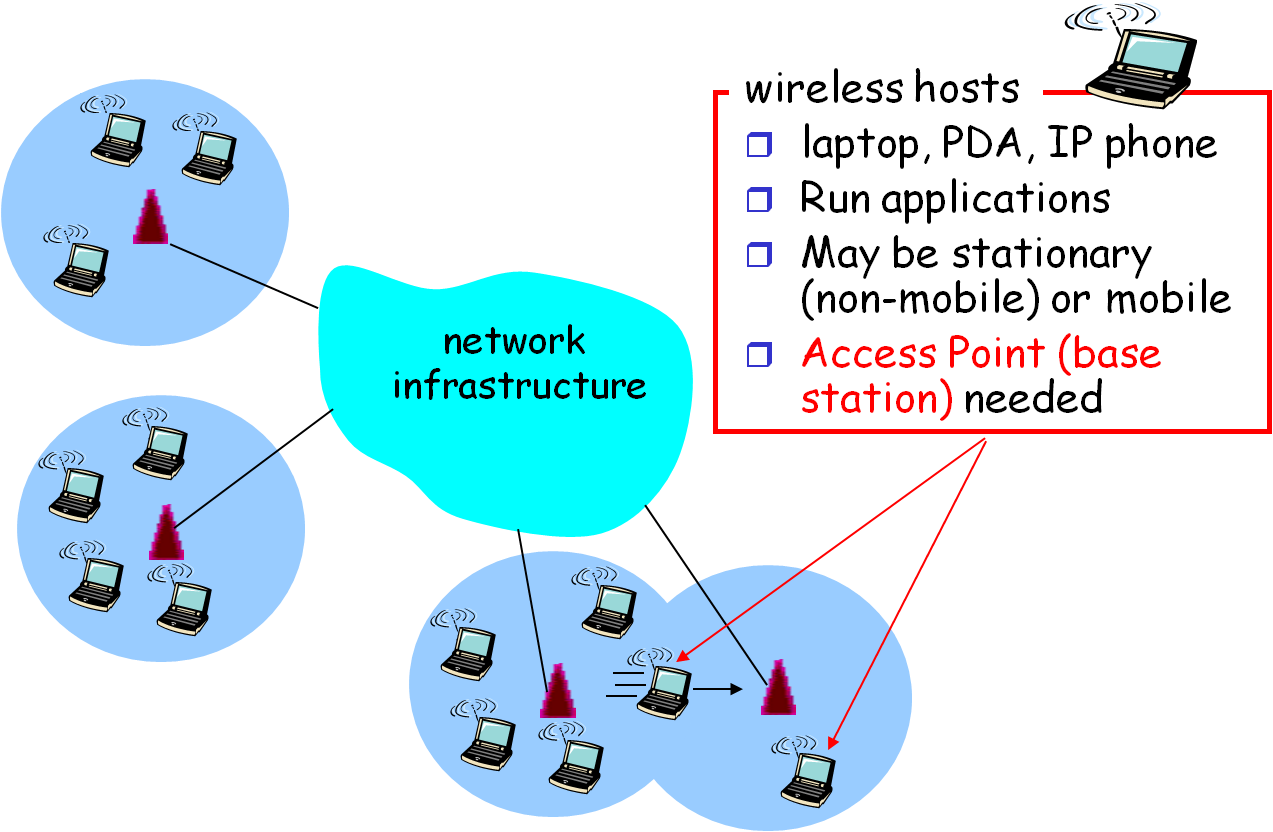 wireless hosts
laptop, PDA, IP phone
Run applications
May be stationary
(non-mobile) or mobile
Access Point (base
station) needed
network
infrastructure